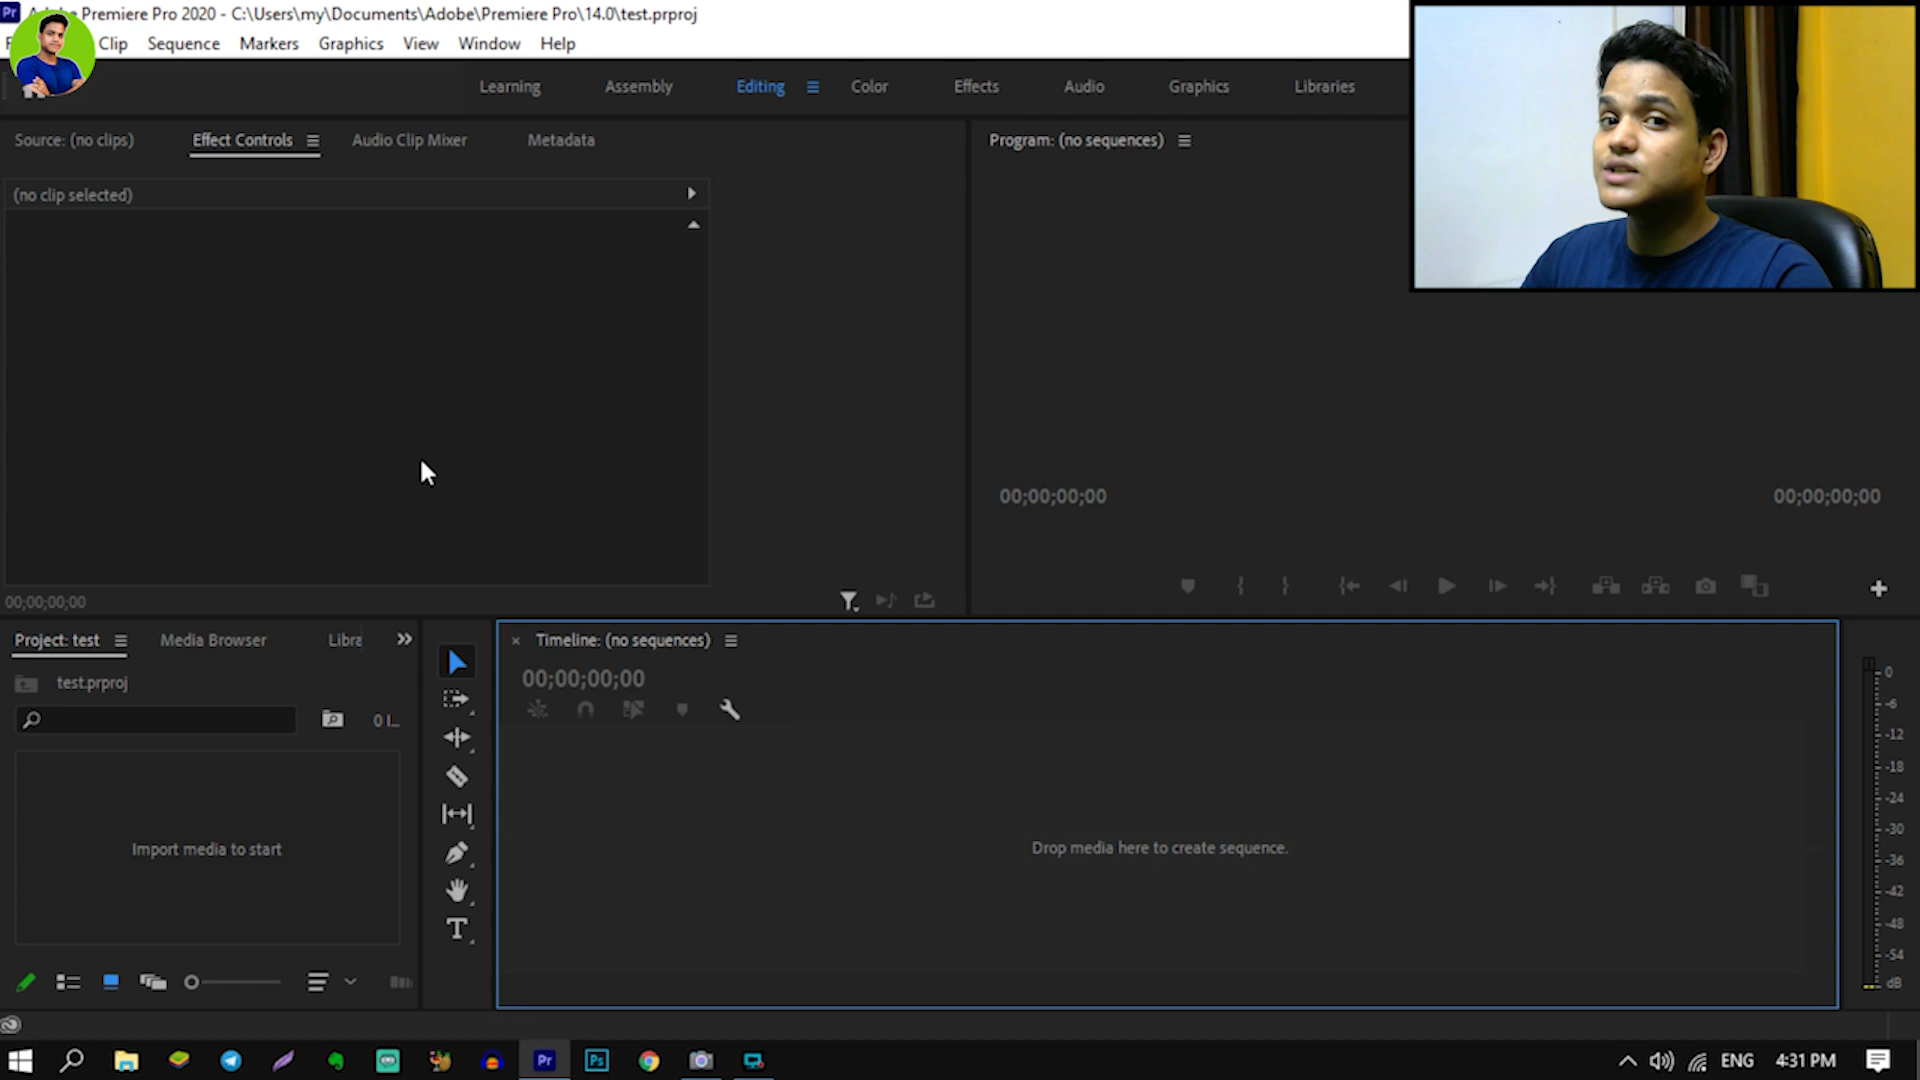 Adobe Premiere Pro 2020 - C:\Users\my\Documents\Adobe\Premiere Pro\14.0\test.prproj
Clip Sequence Markers Graphics View Window Help
Learning Assembly Editing Color Effects Audio Graphics Libraries
Source: (no clips) Effect Controls Audio Clip Mixer Metadata
Program: (no sequences)
(no clip selected)
00;00;00;00 00;00;00;00
00;00;00;00
Project: test Media Browser Libra
Timeline: (no sequences)
00;00;00;00
test.prproj
0 I...
Import media to start
Drop media here to create sequence.
0
-6
-12
-18
-24
-30
-36
-42
-48
-54
dB
Pr Ps
ENG 4:31 PM